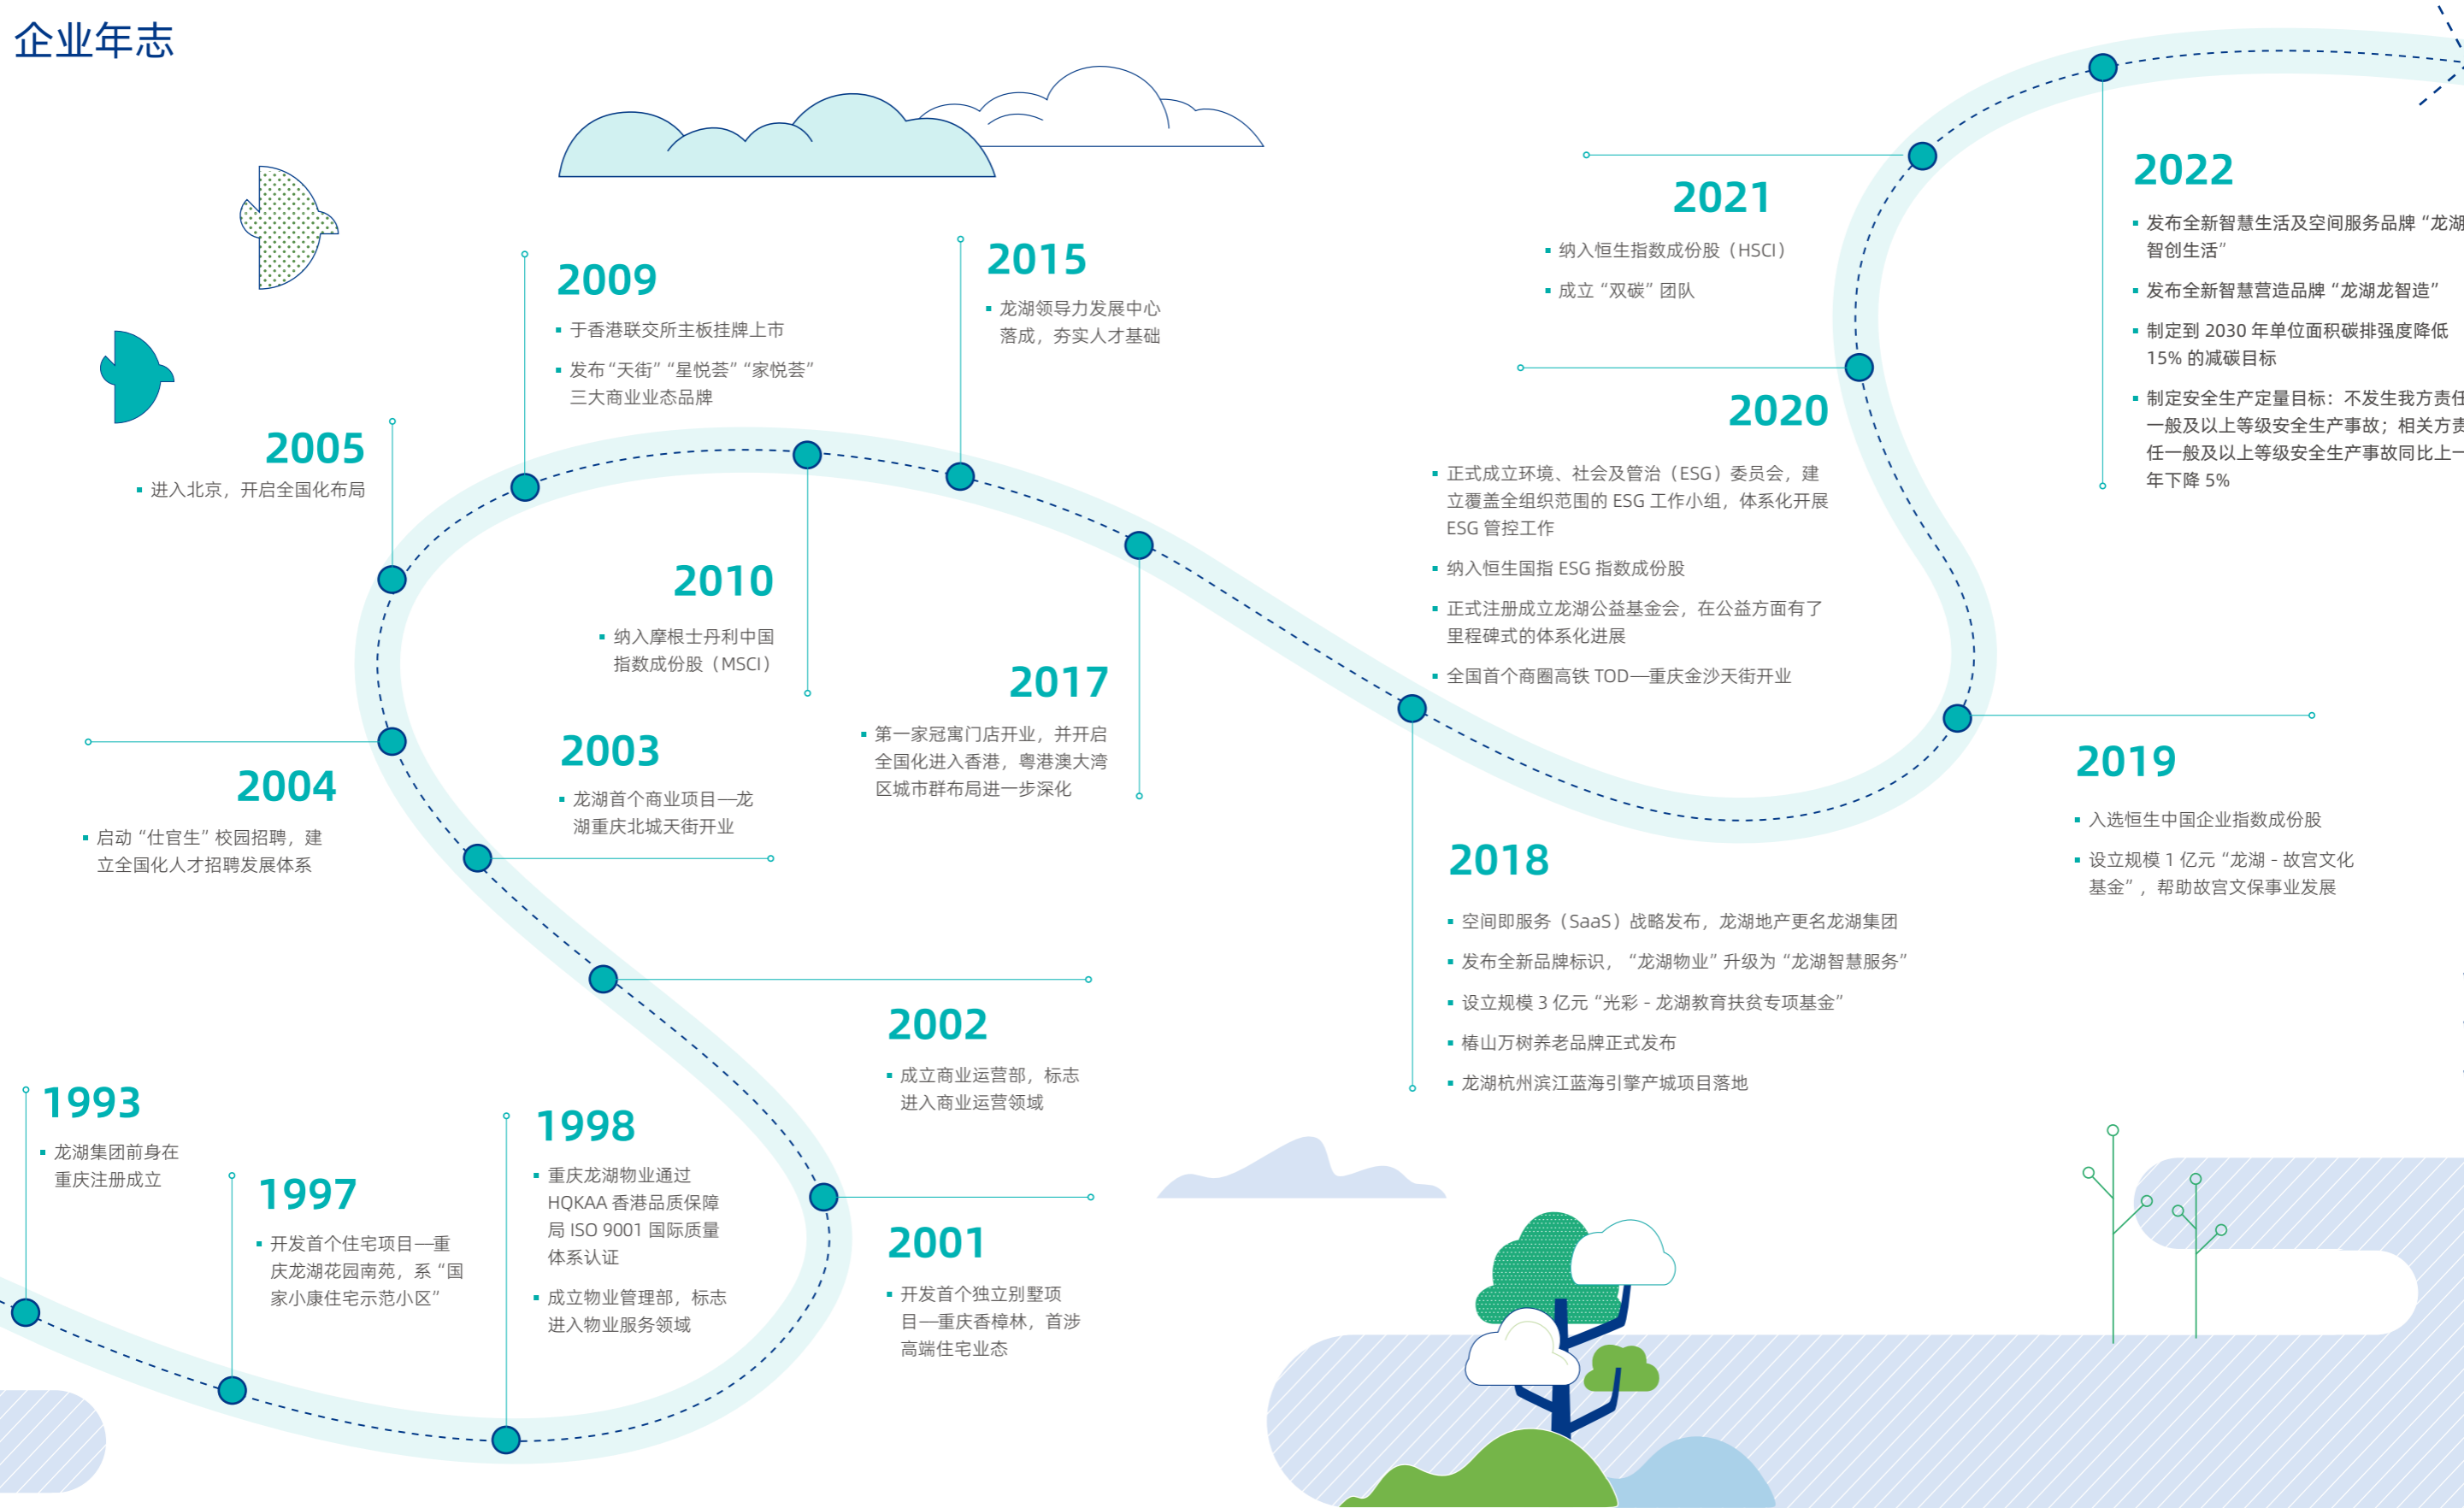 企业年志
1993
▪ 龙湖集团前身在
重庆注册成立
1997
▪ 开发首个住宅项目—重
庆龙湖花园南苑，系“国
家小康住宅示范小区”
1998
▪ 重庆龙湖物业通过
HQKAA 香港品质保障
局 ISO 9001 国际质量
体系认证
▪ 成立物业管理部，标志
进入物业服务领域
2001
▪ 开发首个独立别墅项
目—重庆香樟林，首涉
高端住宅业态
2002
▪ 成立商业运营部，标志
进入商业运营领域
2003
▪ 龙湖首个商业项目—龙
湖重庆北城天街开业
2004
▪ 启动“仕官生”校园招聘，建
立全国化人才招聘发展体系
2005
▪ 进入北京，开启全国化布局
2009
▪ 于香港联交所主板挂牌上市
▪ 发布“天街”“星悦荟”“家悦荟”
三大商业业态品牌
2010
▪ 纳入摩根士丹利中国
指数成份股（MSCI）
2015
▪ 龙湖领导力发展中心
落成，夯实人才基础
2017
▪ 第一家冠寓门店开业，并开启
全国化进入香港，粤港澳大湾
区城市群布局进一步深化
2018
▪ 空间即服务（SaaS）战略发布，龙湖地产更名龙湖集团
▪ 发布全新品牌标识，“龙湖物业”升级为“龙湖智慧服务”
▪ 设立规模 3 亿元“光彩 - 龙湖教育扶贫专项基金”
▪ 椿山万树养老品牌正式发布
▪ 龙湖杭州滨江蓝海引擎产城项目落地
2019
▪ 入选恒生中国企业指数成份股
▪ 设立规模 1 亿元“龙湖 - 故宫文化
基金”，帮助故宫文保事业发展
2020
▪ 正式成立环境、社会及管治（ESG）委员会，建
立覆盖全组织范围的 ESG 工作小组，体系化开展
ESG 管控工作
▪ 纳入恒生国指 ESG 指数成份股
▪ 正式注册成立龙湖公益基金会，在公益方面有了
里程碑式的体系化进展
▪ 全国首个商圈高铁 TOD—重庆金沙天街开业
2021
▪ 纳入恒生指数成份股（HSCI）
▪ 成立“双碳”团队
2022
▪ 发布全新智慧生活及空间服务品牌“龙湖
智创生活”
▪ 发布全新智慧营造品牌“龙湖龙智造”
▪ 制定到 2030 年单位面积碳排强度降低
15% 的减碳目标
▪ 制定安全生产定量目标：不发生我方责任
一般及以上等级安全生产事故；相关方责
任一般及以上等级安全生产事故同比上一
年下降 5%